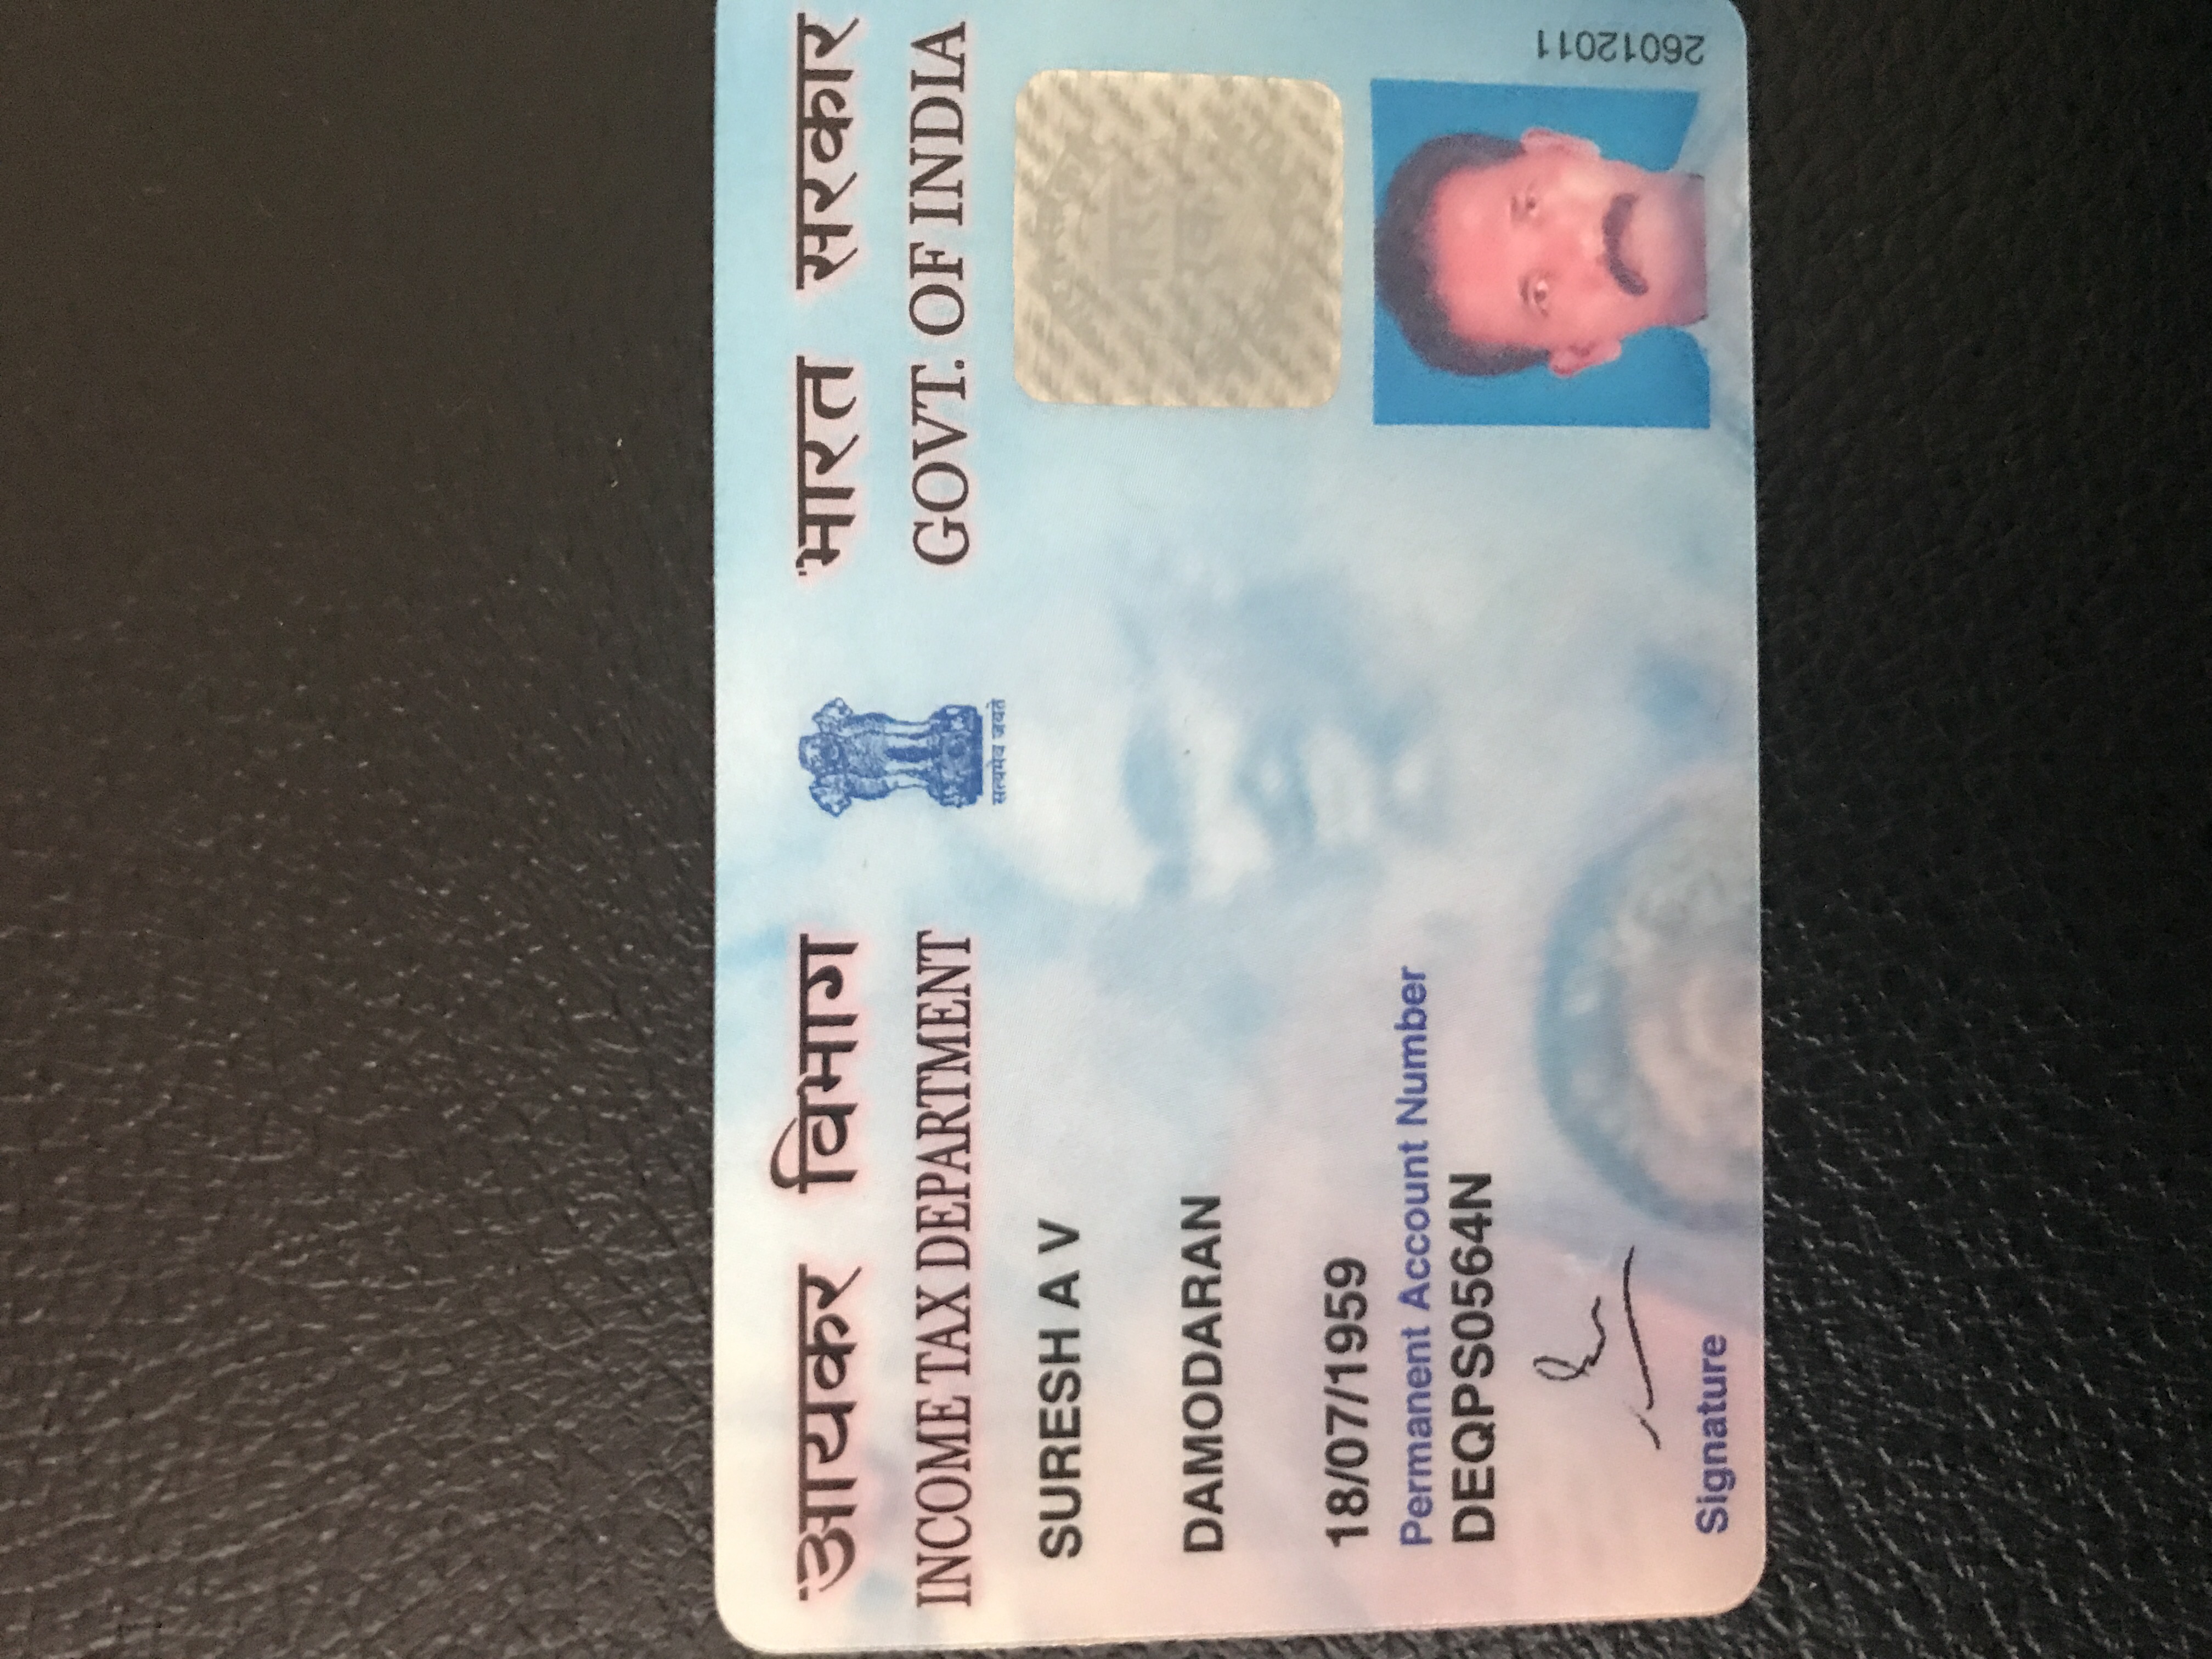 आयकर विभाग
INCOME TAX DEPARTMENT
सत्यमेव जयते
भारत सरकार
GOVT. OF INDIA
SURESH A V
DAMODARAN
18/07/1959
Permanent Account Number
DEQPS0564N
Signature
26012011